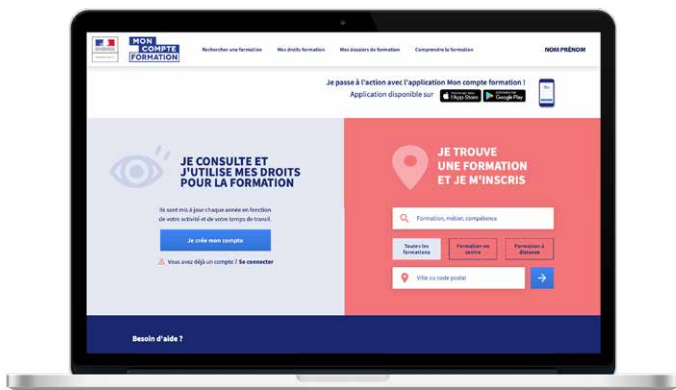 MON
COMPTE
FORMATION
Rechercher une formation
Mes droits formation
Mes dossiers de formation
Comprendre la formation
NOM PRÉNOM
Je passe à l'action avec l'application Mon compte formation !
Application disponible sur
l'App Store
Google Play
JE CONSULTE ET
J'UTILISE MES DROITS
POUR LA FORMATION
Ils sont mis à jour chaque année en fonction
de votre activité et de votre temps de travail.
Je crée mon compte
Vous avez déjà un compte ? Se connecter
JE TROUVE
UNE FORMATION
ET JE M'INSCRIS
Formation, métier, compétence
Toutes les
formations
Formation en
centre
Formation à
distance
Ville ou code postal
Besoin d'aide ?